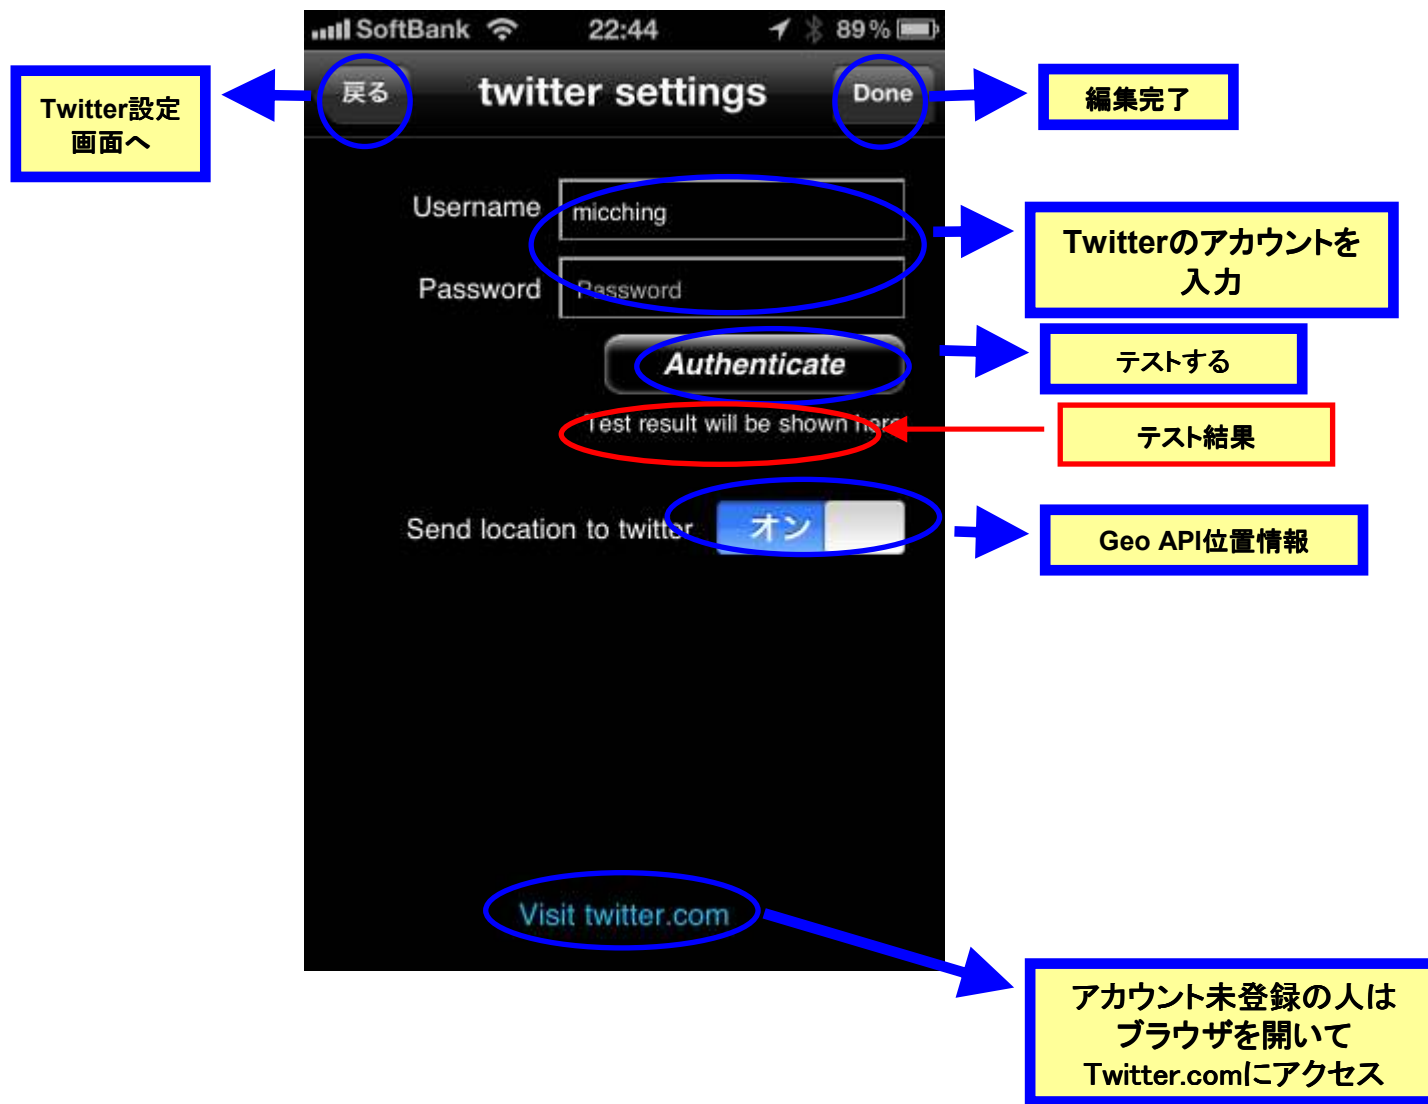 SoftBank 22:44 89%
戻る twitter settings Done
Twitter設定
画面へ
編集完了
Username micching
Password Password
Twitterのアカウントを
入力
Authenticate
テストする
Test result will be shown here
テスト結果
Send location to twitter オン
Geo API位置情報
Visit twitter.com
アカウント未登録の人は
ブラウザを開いて
Twitter.comにアクセス